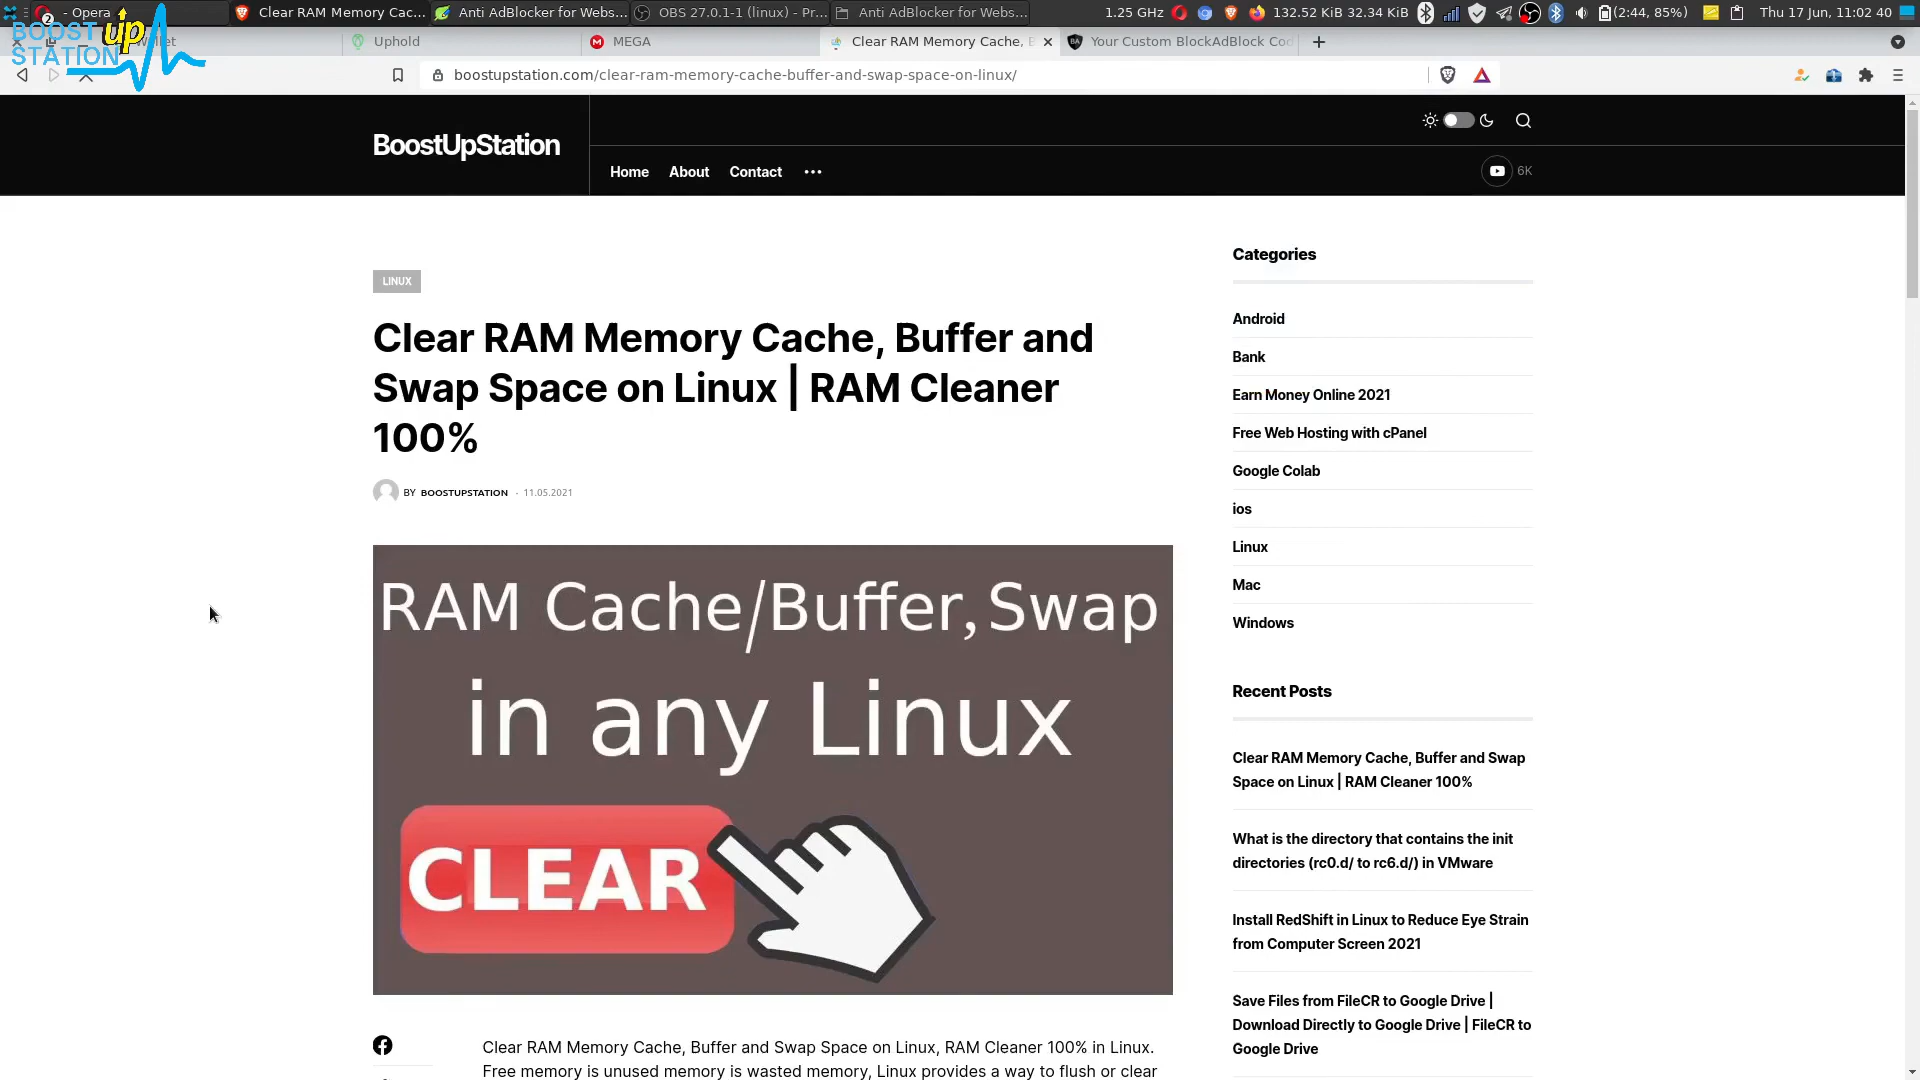 - Opera
2
Clear RAM Memory Cac...
Anti AdBlocker for Webs...
OBS 27.0.1-1 (linux) - Pr...
Anti AdBlocker for Webs...
1.25 GHz
132.52 KiB 32.34 KiB
(2:44, 85%)
Thu 17 Jun, 11:02 40
BOOST up
STATION
Uphold
MEGA
Clear RAM Memory Cache, B
Your Custom BlockAdBlock Co
boostupstation.com/clear-ram-memory-cache-buffer-and-swap-space-on-linux/
BoostUpStation
Home
About
Contact
6K
LINUX
Clear RAM Memory Cache, Buffer and
Swap Space on Linux | RAM Cleaner
100%
BY BOOSTUPSTATION · 11.05.2021
RAM Cache/Buffer,Swap
in any Linux
CLEAR
Clear RAM Memory Cache, Buffer and Swap Space on Linux, RAM Cleaner 100% in Linux.
Free memory is unused memory is wasted memory, Linux provides a way to flush or clear
Categories
Android
Bank
Earn Money Online 2021
Free Web Hosting with cPanel
Google Colab
ios
Linux
Mac
Windows
Recent Posts
Clear RAM Memory Cache, Buffer and Swap
Space on Linux | RAM Cleaner 100%
What is the directory that contains the init
directories (rc0.d/ to rc6.d/) in VMware
Install RedShift in Linux to Reduce Eye Strain
from Computer Screen 2021
Save Files from FileCR to Google Drive |
Download Directly to Google Drive | FileCR to
Google Drive